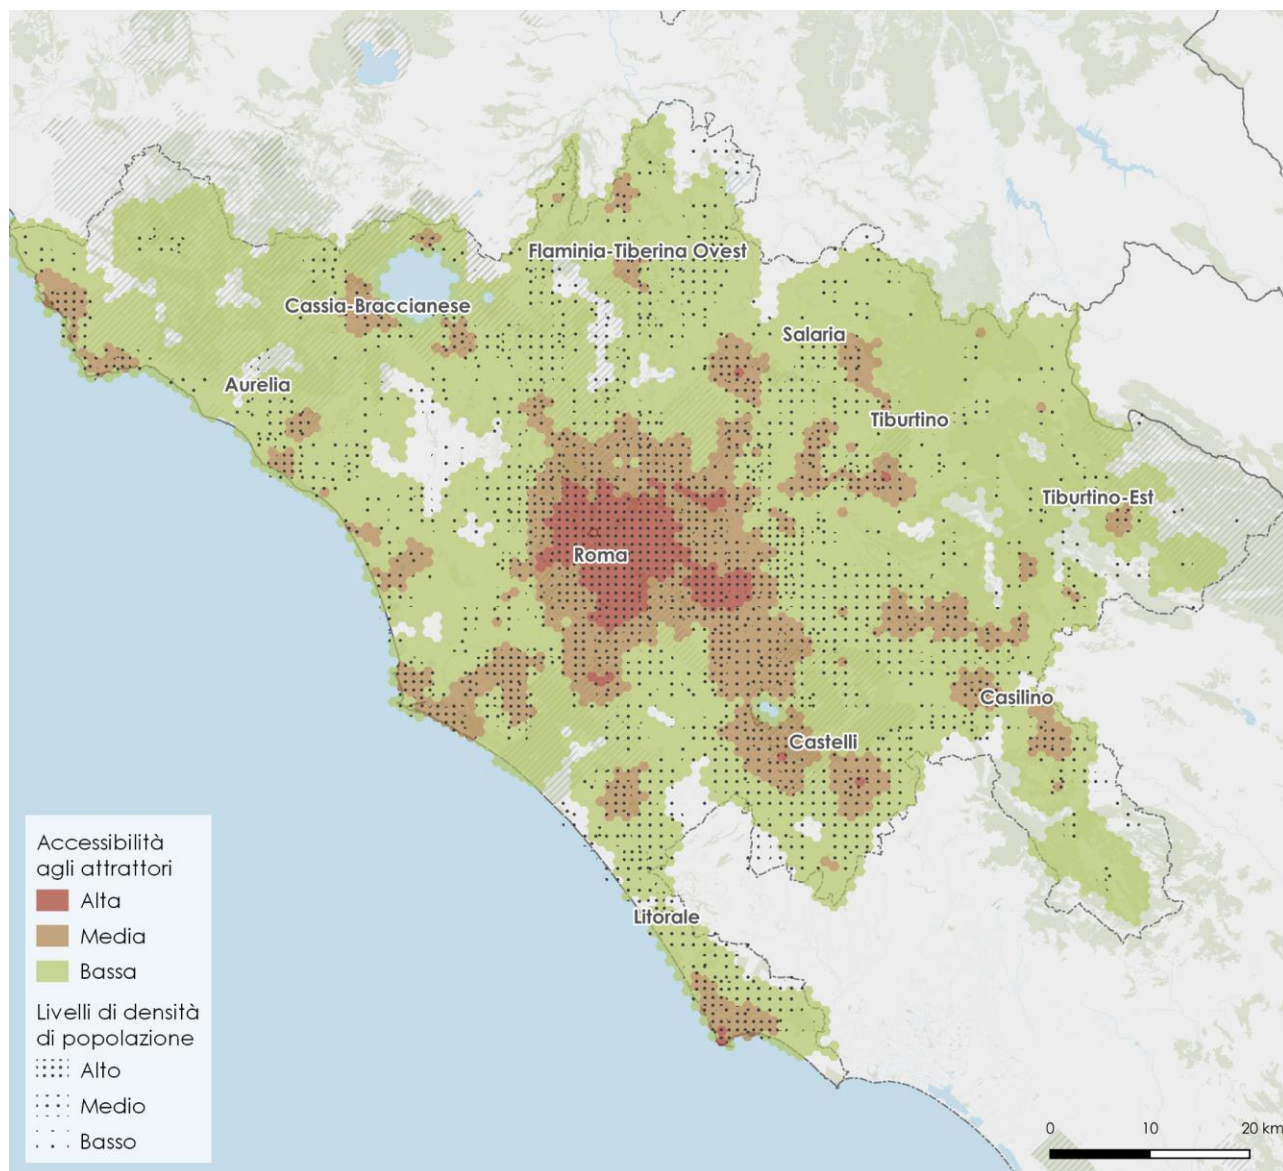 Flaminia-Tiberina Ovest
Cassia-Braccianese
Salaria
Aurelia
Tiburtino
Tiburtino-Est
Roma
Casilino
Castelli
Litorale
Accessibilità
agli attrattori
Alta
Media
Bassa
Livelli di densità
di popolazione
Alto
Medio
Basso
0 10 20 km